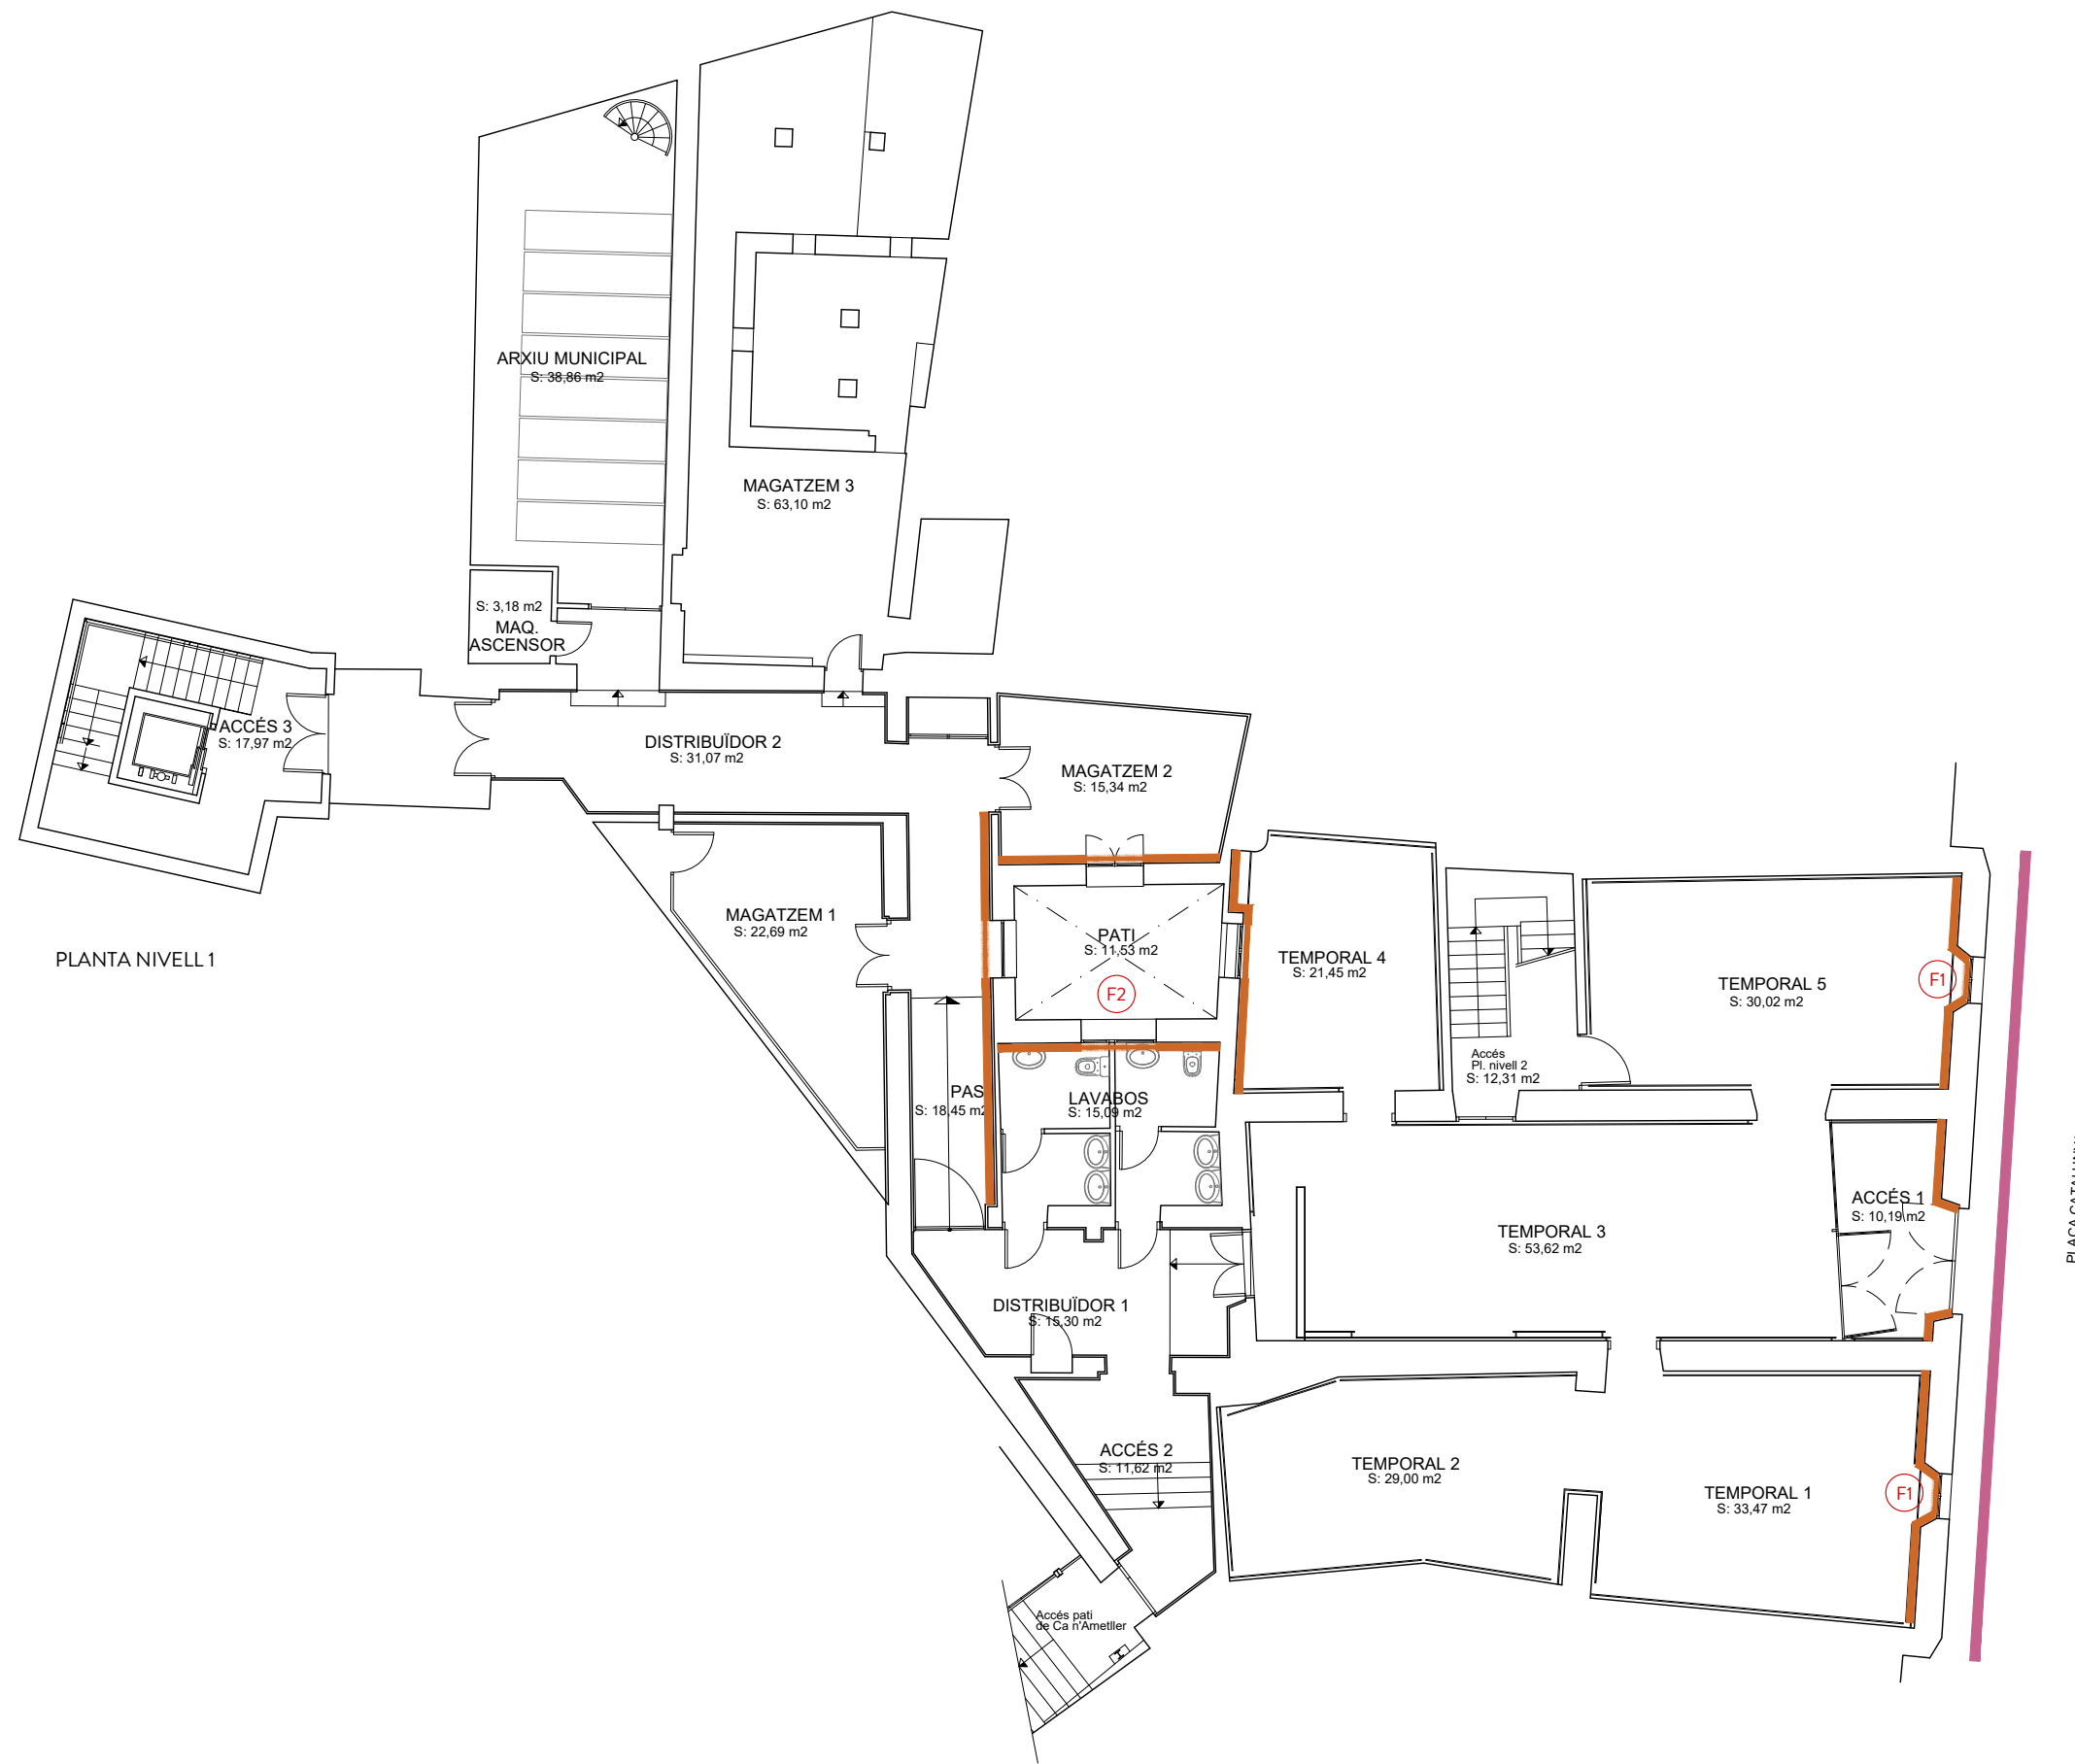 ARXIU MUNICIPAL
S: 38,86 m2
MAGATZEM 3
S: 63,10 m2
S: 3,18 m2
MAQ.
ASCENSOR
ACCÉS 3
S: 17,97 m2
DISTRIBUÏDOR 2
S: 31,07 m2
MAGATZEM 2
S: 15,34 m2
PLANTA NIVELL 1
MAGATZEM 1
S: 22,69 m2
PATI
S: 11,53 m2
F2
TEMPORAL 4
S: 21,45 m2
TEMPORAL 5
S: 30,02 m2
F1
Accés
Pl. nivell 2
S: 12,31 m2
PAS
S: 18,45 m2
LAVABOS
S: 15,09 m2
ACCÉS 1
S: 10,19 m2
TEMPORAL 3
S: 53,62 m2
DISTRIBUÏDOR 1
S: 15,30 m2
ACCÉS 2
S: 11,62 m2
TEMPORAL 2
S: 29,00 m2
TEMPORAL 1
S: 33,47 m2
F1
Accés pati
de Ca n'Ametller